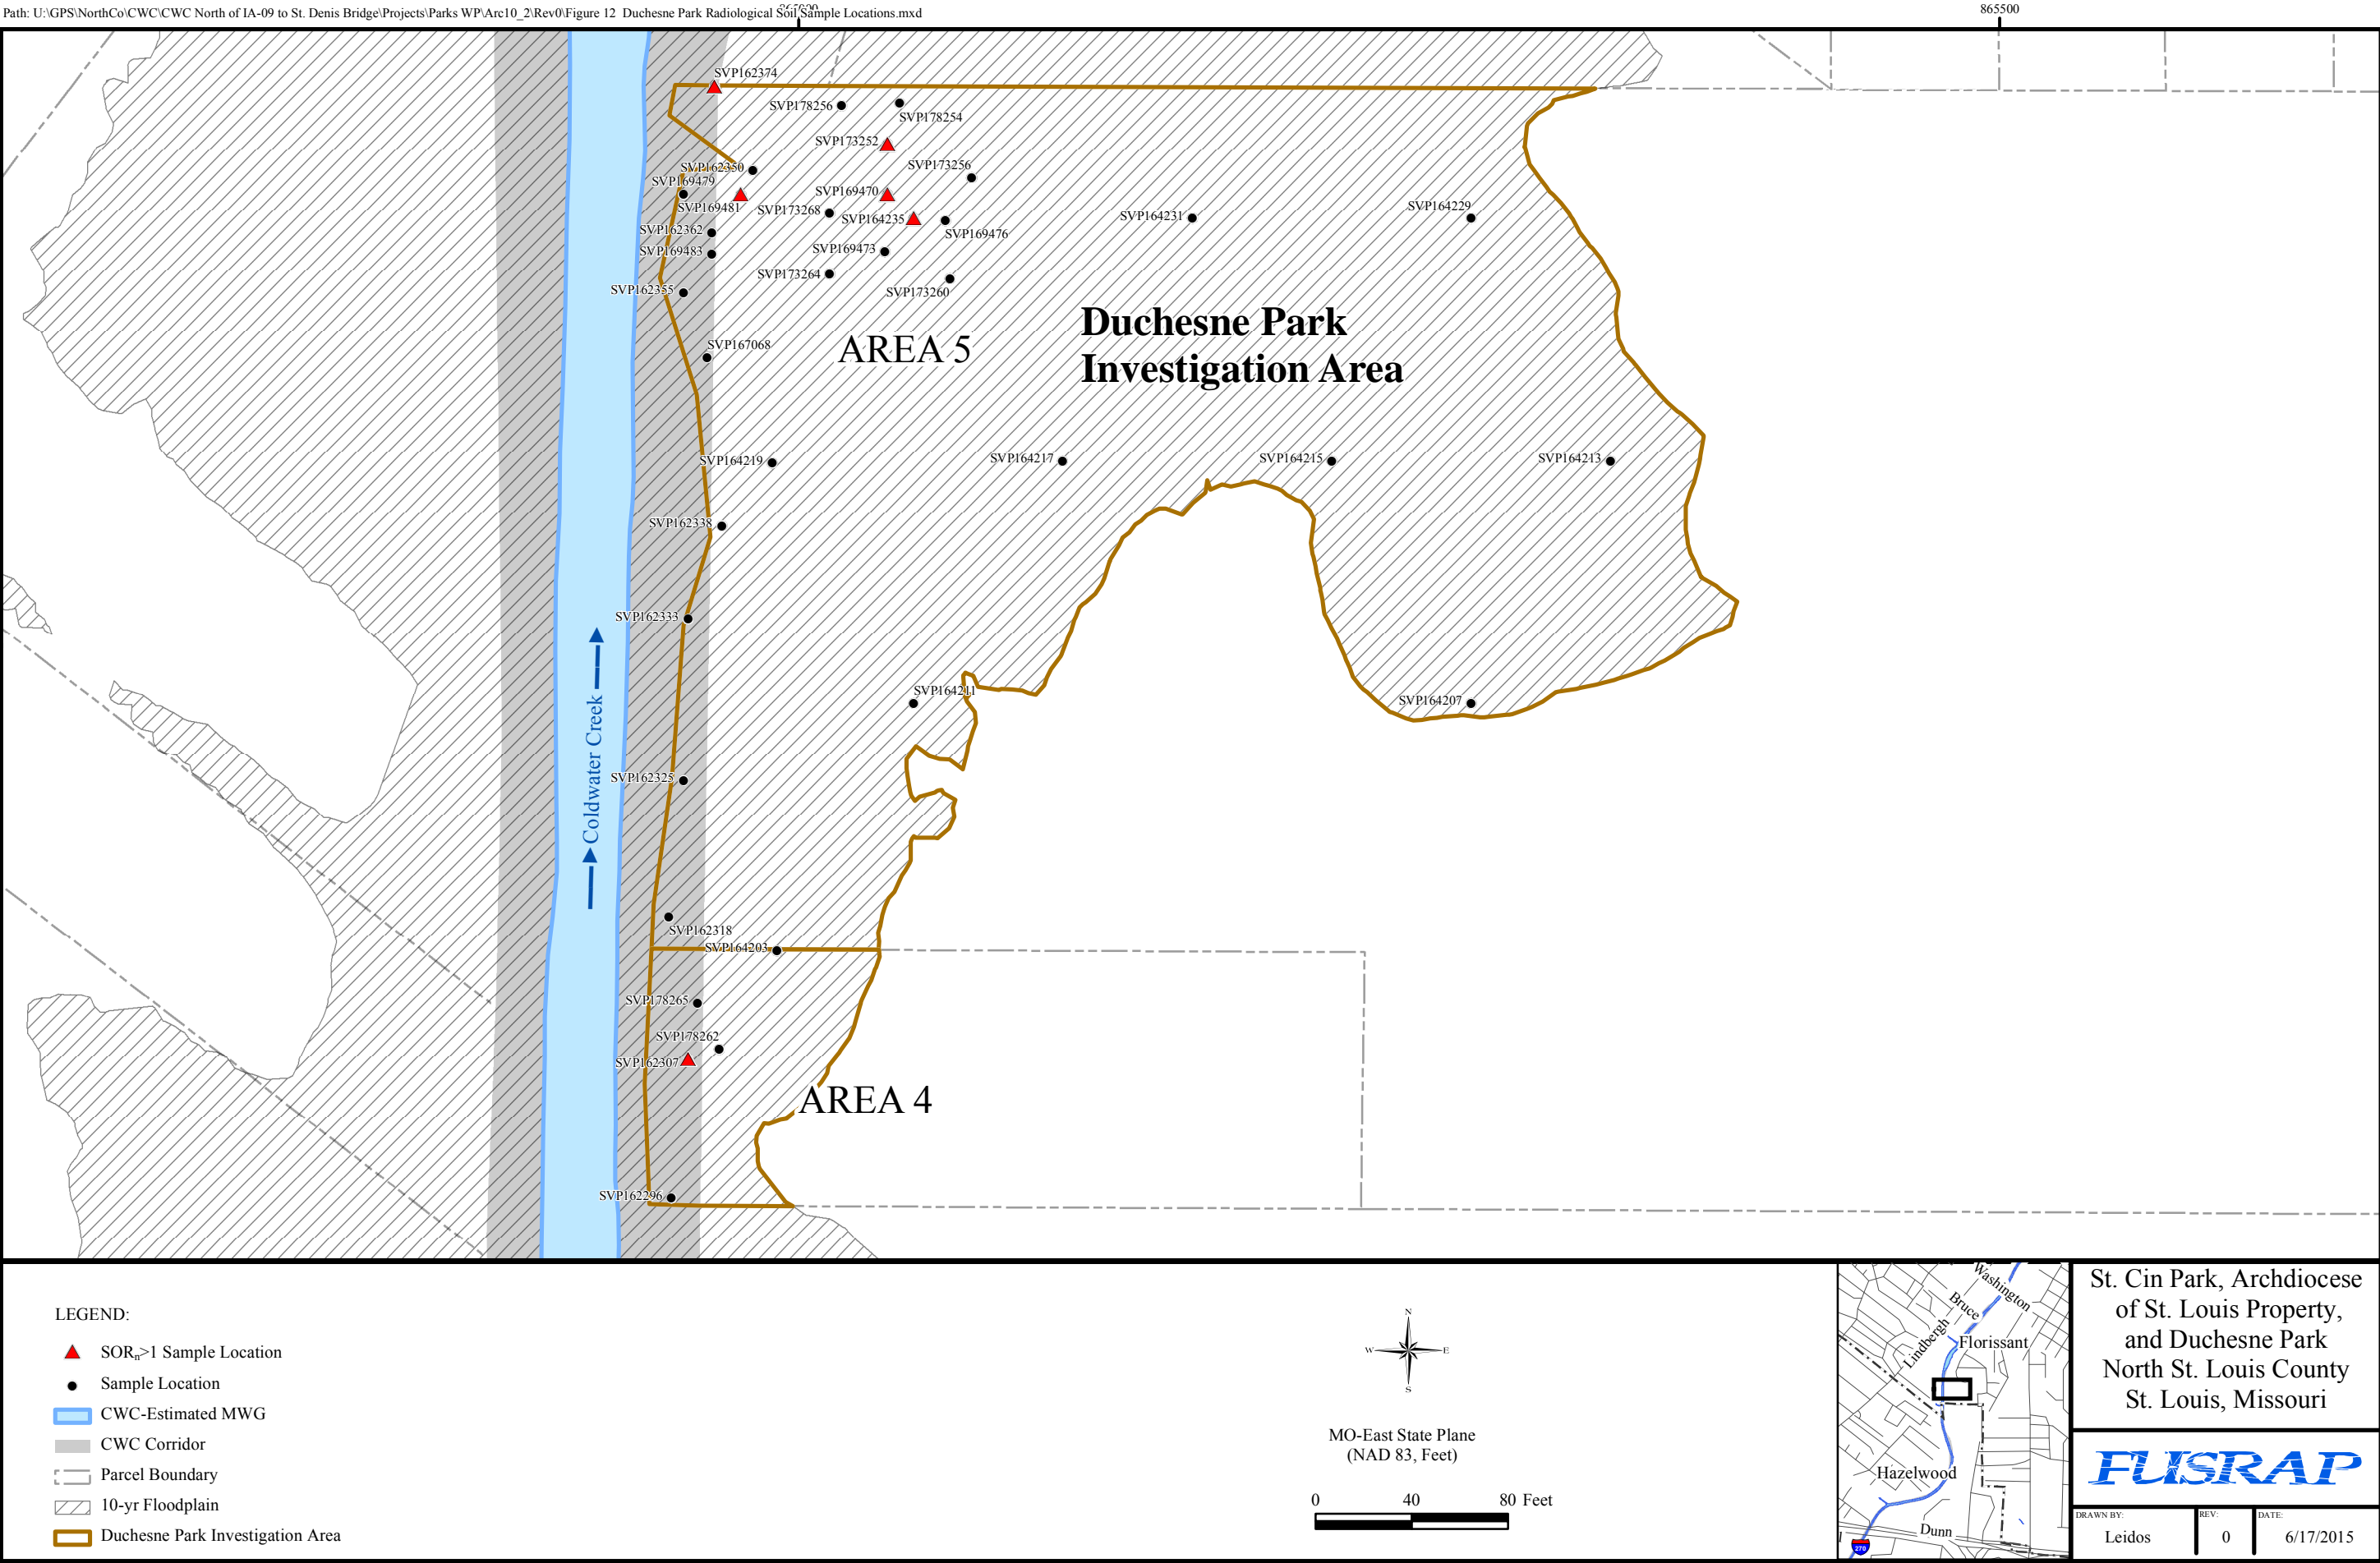 Path: U:\GPS\NorthCo\CWC\CWC North of IA-09 to St. Denis Bridge\Projects\Parks WP\Arc10_2\Rev0\Figure 12  Duchesne Park Radiological Soil Sample Locations.mxd
865500
SVP162374
SVP178256
SVP178254
SVP173252
SVP173256
SVP162350
SVP169479
SVP169470
SVP169481
SVP173268
SVP164235
SVP164231
SVP164229
SVP162362
SVP169476
SVP169483
SVP169473
SVP173264
SVP162355
SVP173260
Duchesne Park
Investigation Area
SVP167068
AREA 5
SVP164219
SVP164217
SVP164215
SVP164213
SVP162338
SVP162333
SVP164211
SVP164207
Coldwater Creek
SVP162325
SVP162318
SVP164203
SVP178265
SVP178262
SVP162307
AREA 4
SVP162296
LEGEND:
SORn>1 Sample Location
Sample Location
CWC-Estimated MWG
CWC Corridor
Parcel Boundary
10-yr Floodplain
Duchesne Park Investigation Area
N
W E
S
MO-East State Plane
(NAD 83, Feet)
0 40 80 Feet
Washington
Bruce
Lindbergh
Florissant
Hazelwood
Dunn
270
St. Cin Park, Archdiocese
of St. Louis Property,
and Duchesne Park
North St. Louis County
St. Louis, Missouri
FUSRAP
DRAWN BY:
Leidos
REV:
0
DATE:
6/17/2015